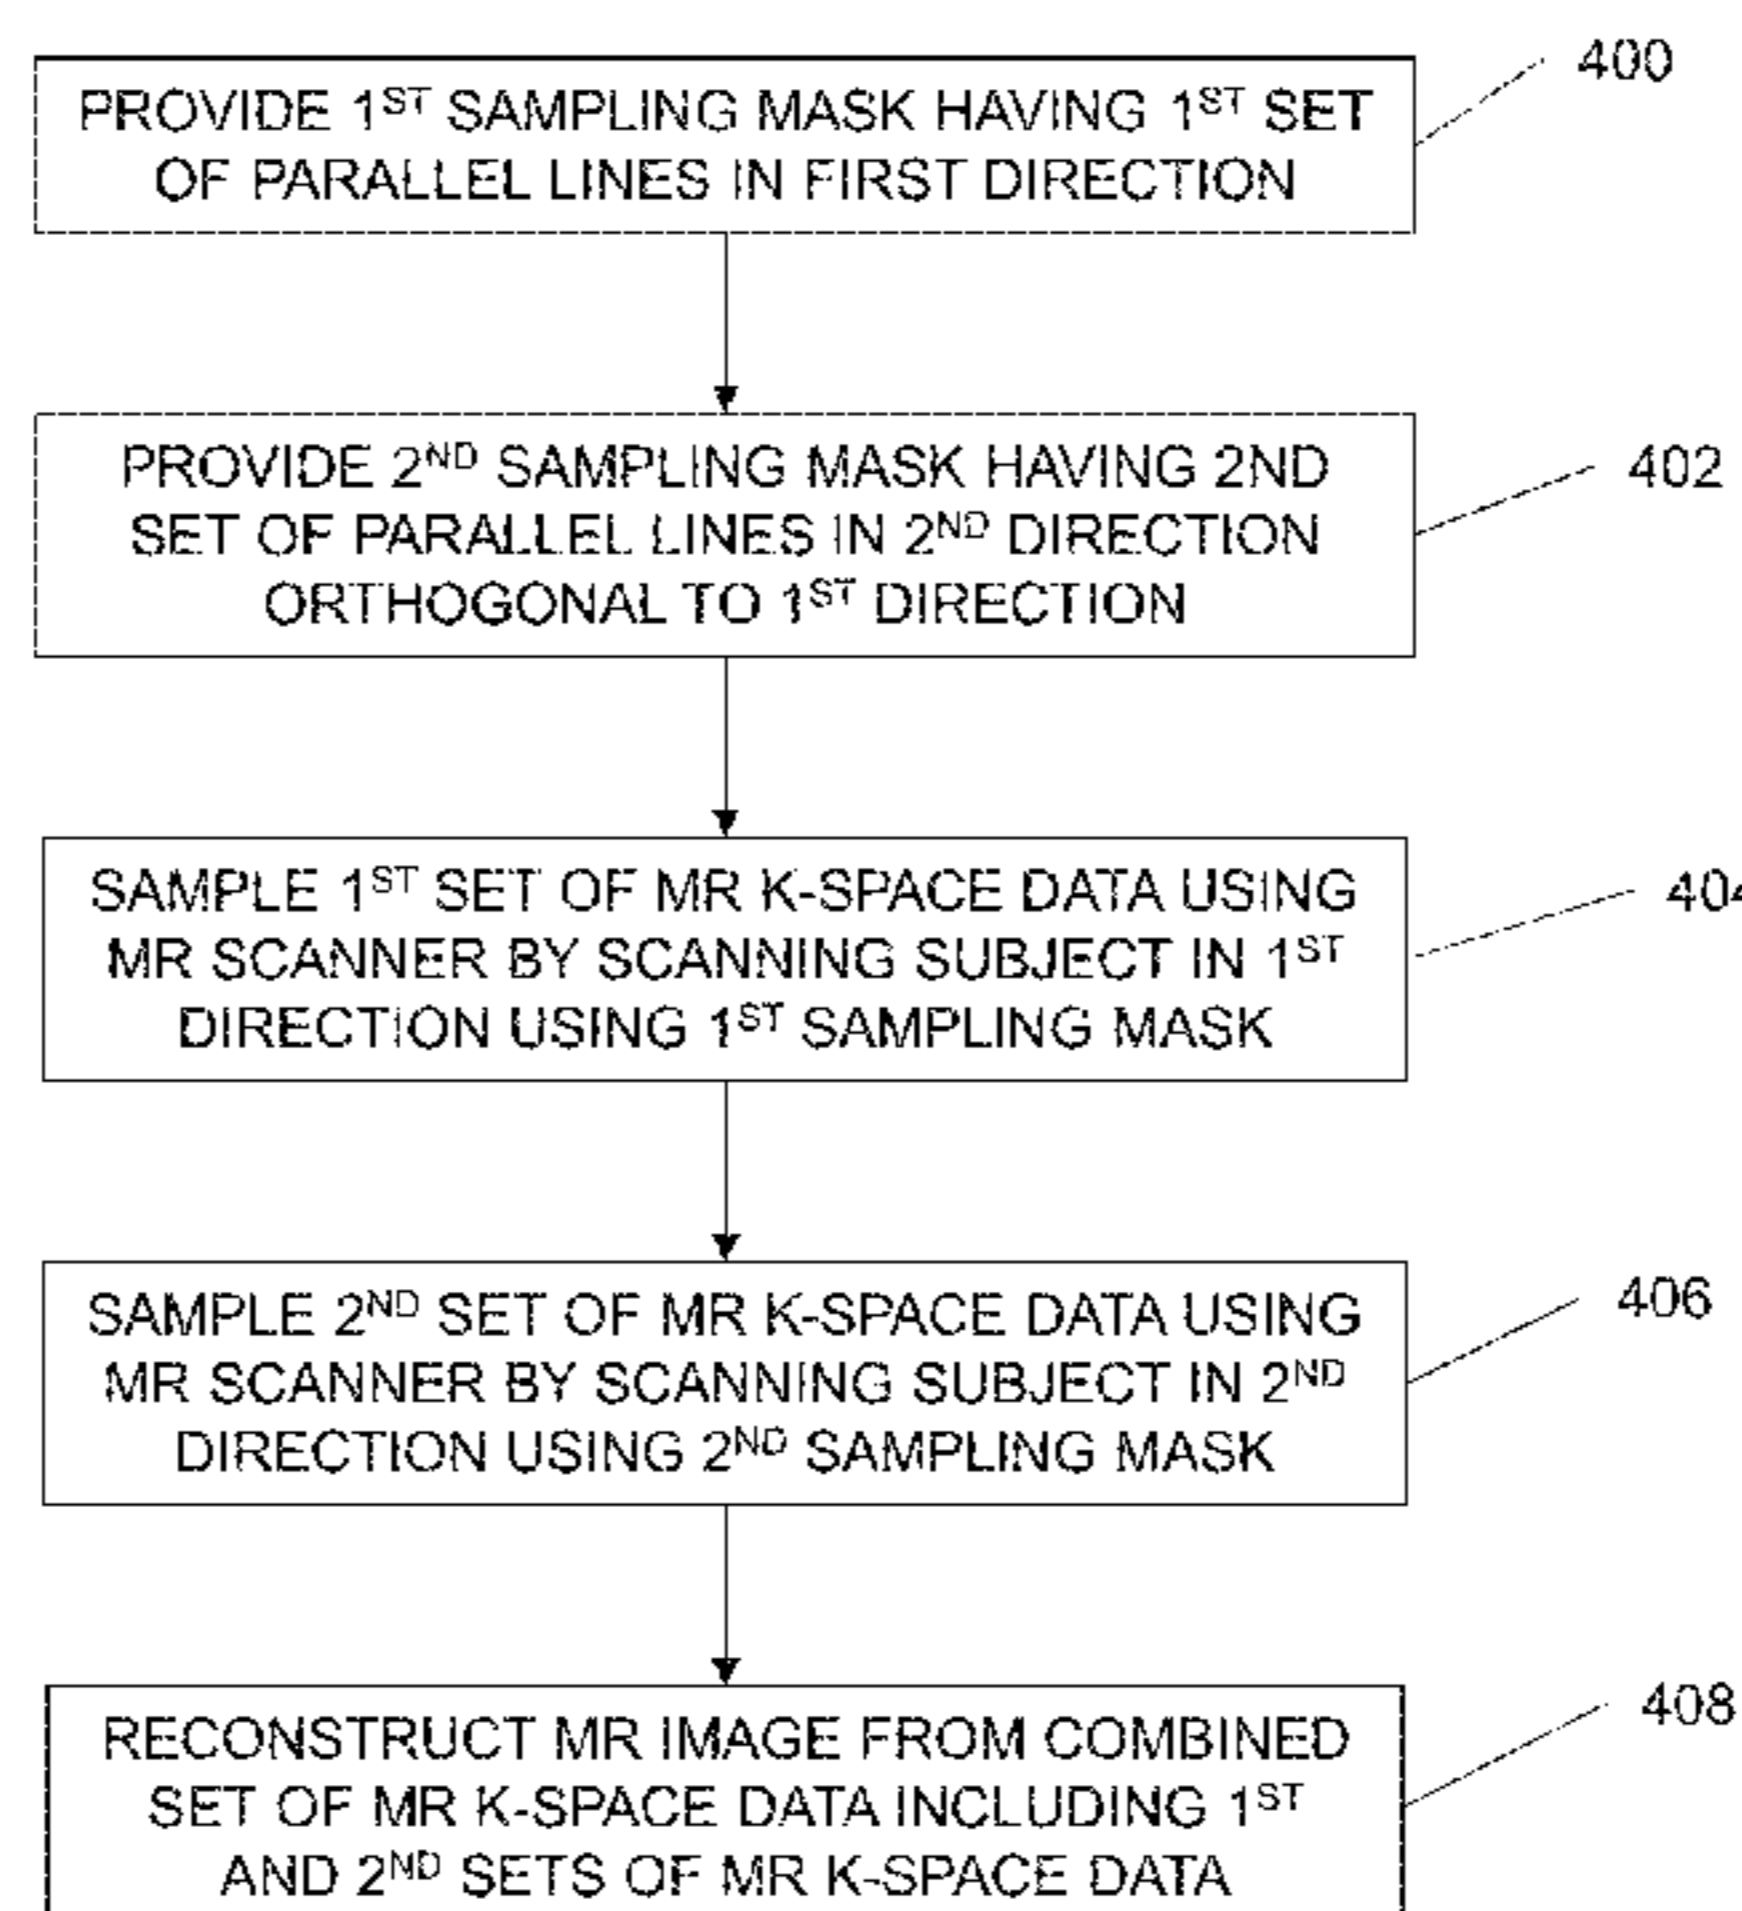 400
PROVIDE 1ST SAMPLING MASK HAVING 1ST SET
OF PARALLEL LINES IN FIRST DIRECTION
402
PROVIDE 2ND SAMPLING MASK HAVING 2ND
SET OF PARALLEL LINES IN 2ND DIRECTION
ORTHOGONAL TO 1ST DIRECTION
404
SAMPLE 1ST SET OF MR K-SPACE DATA USING
MR SCANNER BY SCANNING SUBJECT IN 1ST
DIRECTION USING 1ST SAMPLING MASK
406
SAMPLE 2ND SET OF MR K-SPACE DATA USING
MR SCANNER BY SCANNING SUBJECT IN 2ND
DIRECTION USING 2ND SAMPLING MASK
408
RECONSTRUCT MR IMAGE FROM COMBINED
SET OF MR K-SPACE DATA INCLUDING 1ST
AND 2ND SETS OF MR K-SPACE DATA